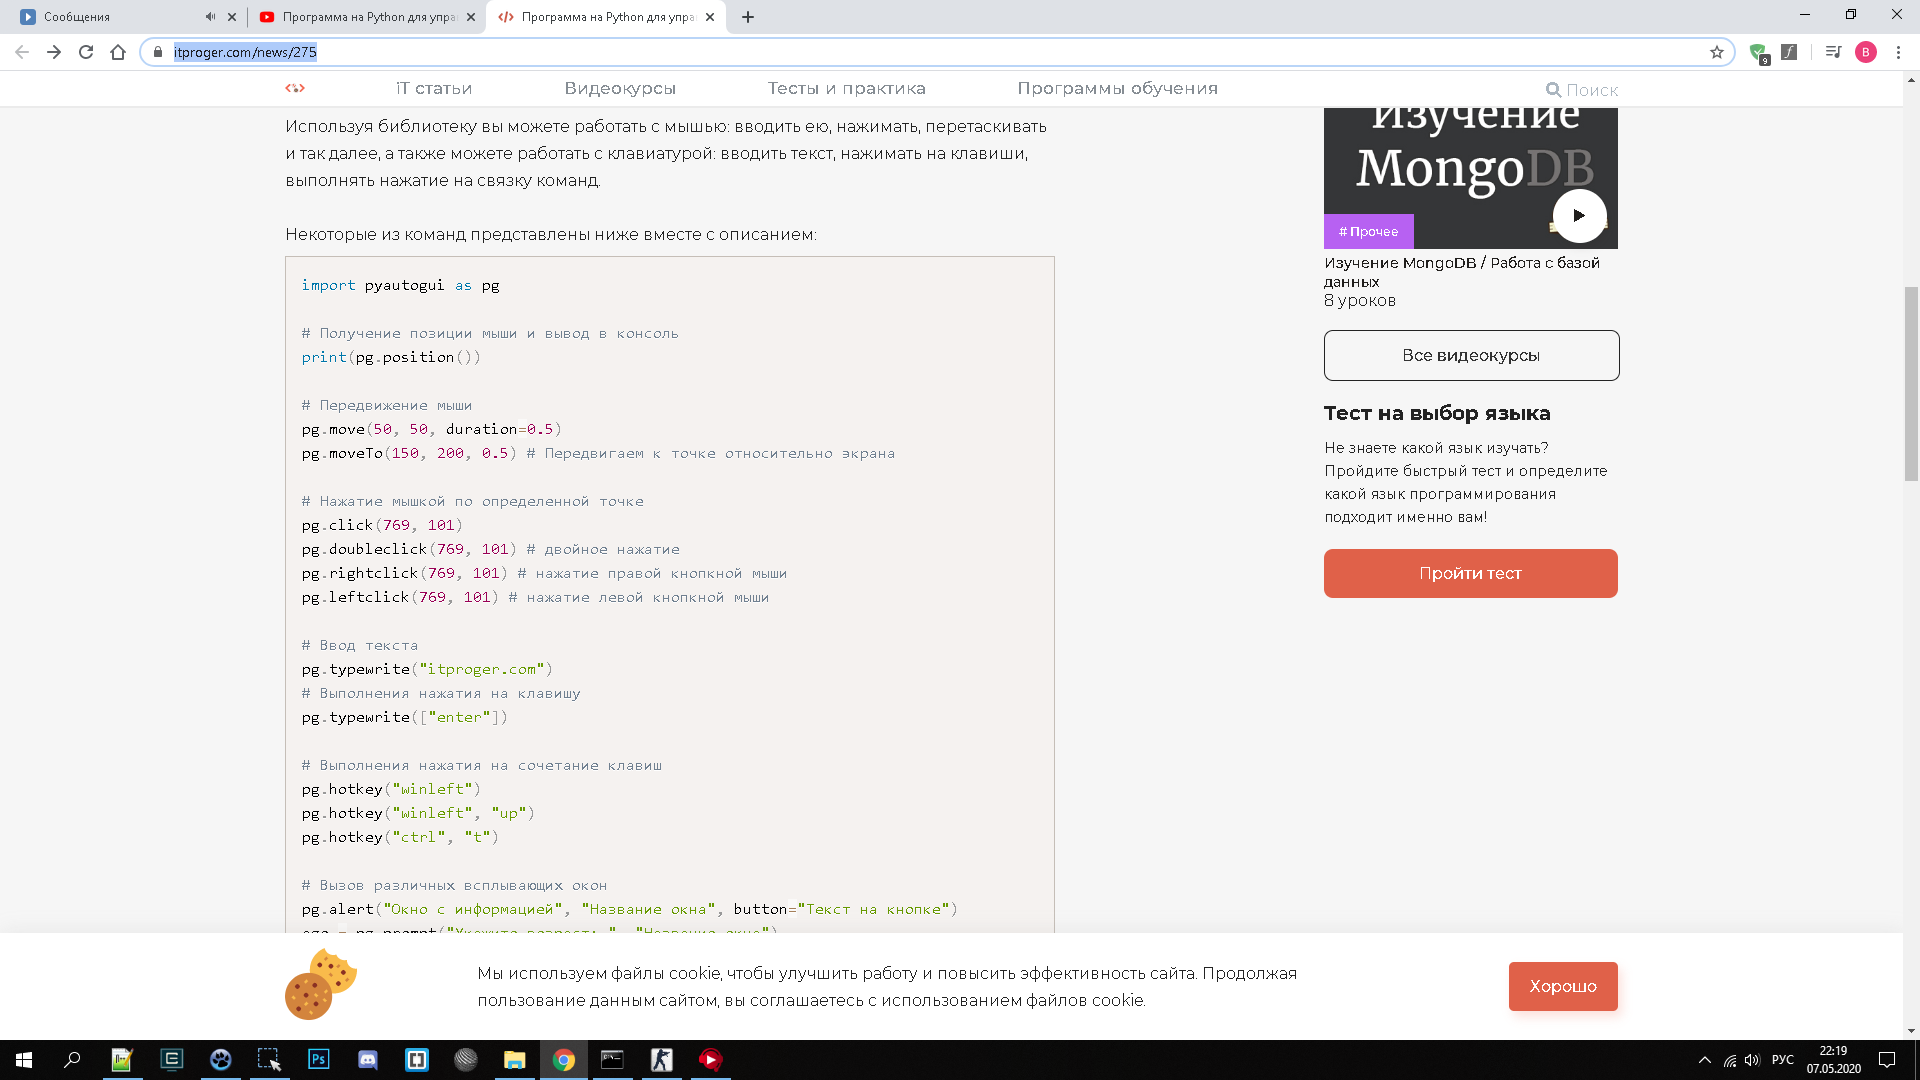 Сообщения
Программа на Python для упра
Программа на Python для упра
itproger.com/news/275
9
B
iT статьи
Видеокурсы
Тесты и практика
Программы обучения
Поиск
Используя библиотеку вы можете работать с мышью: вводить ею, нажимать, перетаскивать
и так далее, а также можете работать с клавиатурой: вводить текст, нажимать на клавиши,
выполнять нажатие на связку команд.
Некоторые из команд представлены ниже вместе с описанием:
import pyautogui as pg
# Получение позиции мыши и вывод в консоль
print(pg.position())
# Передвижение мыши
pg.move(50, 50, duration=0.5)
pg.moveTo(150, 200, 0.5) # Передвигаем к точке относительно экрана
# Нажатие мышкой по определенной точке
pg.click(769, 101)
pg.doubleclick(769, 101) # двойное нажатие
pg.rightclick(769, 101) # нажатие правой кнопкной мыши
pg.leftclick(769, 101) # нажатие левой кнопкной мыши
# Ввод текста
pg.typewrite("itproger.com")
# Выполнения нажатия на клавишу
pg.typewrite(["enter"])
# Выполнения нажатия на сочетание клавиш
pg.hotkey("winleft")
pg.hotkey("winleft", "up")
pg.hotkey("ctrl", "t")
# Вызов различных всплывающих окон
pg.alert("Окно с информацией", "Название окна", button="Текст на кнопке")
age = pg.prompt("Укажите возраст: ", "Название окна")
Изучение
MongoDB
# Прочее
Изучение MongoDB / Работа с базой
данных
8 уроков
Все видеокурсы
Тест на выбор языка
Не знаете какой язык изучать?
Пройдите быстрый тест и определите
какой язык программирования
подходит именно вам!
Пройти тест
Мы используем файлы cookie, чтобы улучшить работу и повысить эффективность сайта. Продолжая
пользование данным сайтом, вы соглашаетесь с использованием файлов cookie.
Хорошо
Ps
РУС
22:19
07.05.2020